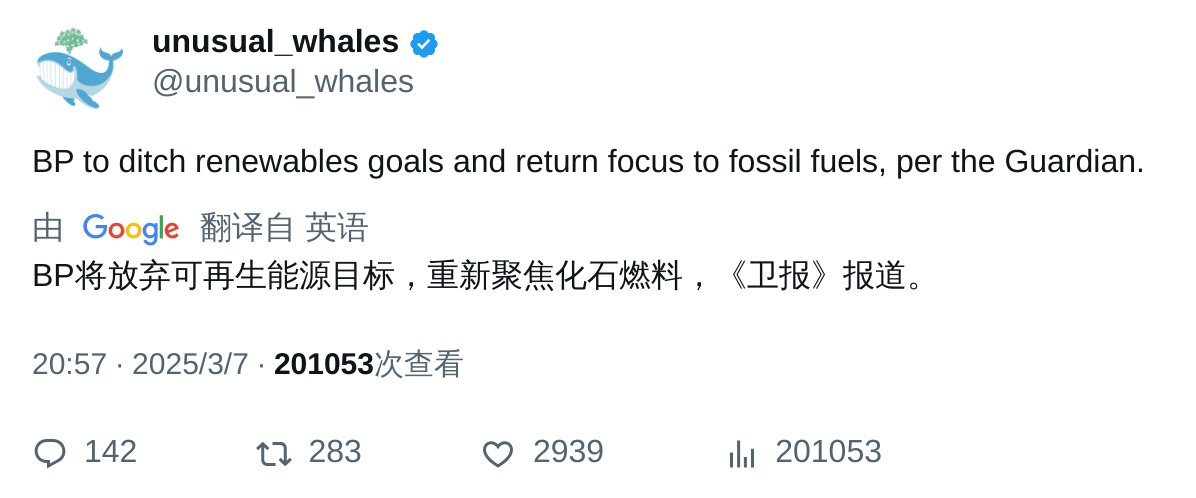 unusual_whales
@unusual_whales
BP to ditch renewables goals and return focus to fossil fuels, per the Guardian.
由 Google 翻译自 英语
BP将放弃可再生能源目标，重新聚焦化石燃料，《卫报》报道。
20:57 · 2025/3/7 · 201053次查看
142 283 2939 201053